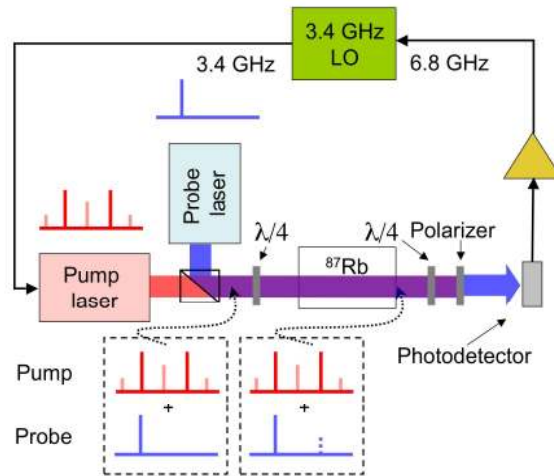 3.4 GHz
LO
3.4 GHz
6.8 GHz
Probe
laser
λ/4
λ/4
Polarizer
Pump
laser
⁸⁷Rb
Photodetector
Pump
+
+
Probe